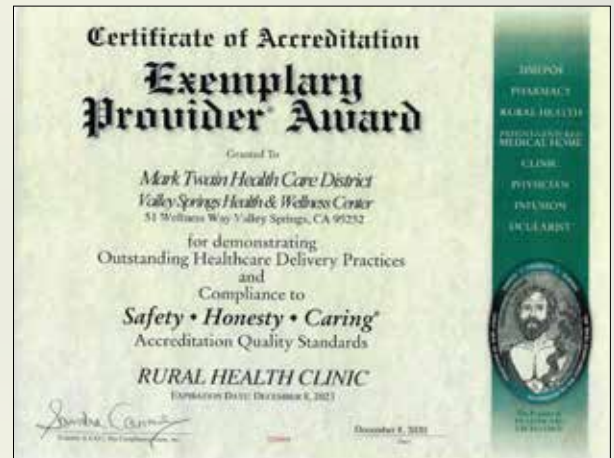 Certificate of Accreditation
Exemplary
Provider® Award
Granted To
Mark Twain Health Care District
Valley Springs Health & Wellness Center
51 Wellness Way Valley Springs, CA 95252
for demonstrating
Outstanding Healthcare Delivery Practices
and
Compliance to
Safety • Honesty • Caring®
Accreditation Quality Standards
RURAL HEALTH CLINIC
EXPIRATION DATE: DECEMBER 8, 2023
December 8, 2020
DMEPOS
PHARMACY
RURAL HEALTH
MEDICAL HOME
CLINIC
PHYSICIAN
INFUSION
OCULARIST
HEALTHCARE
EXCELLENCE